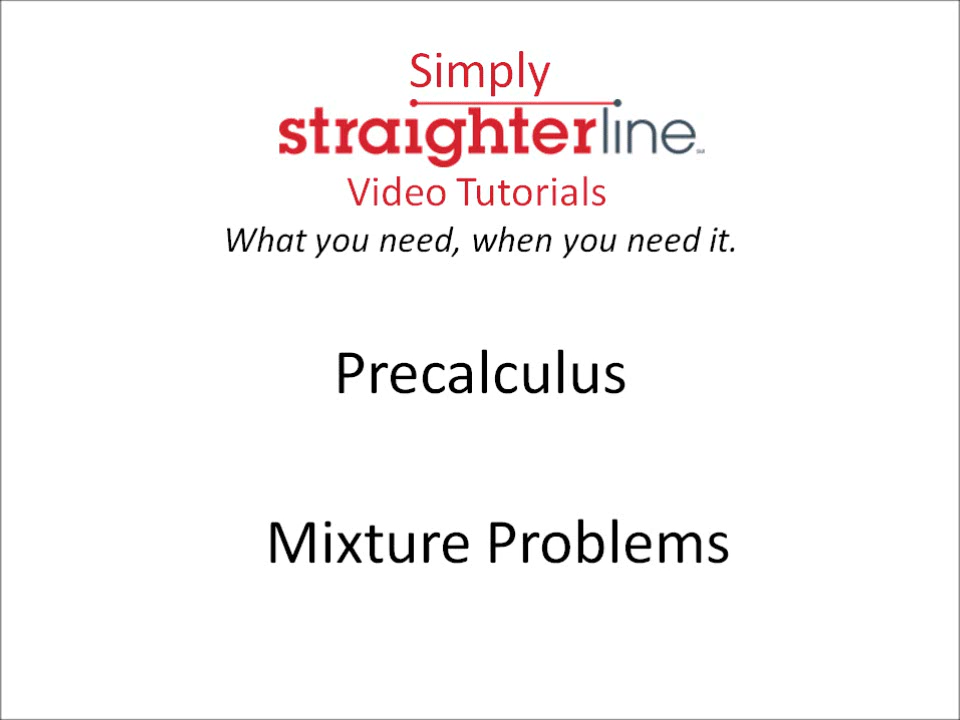 Simply
straighterline
Video Tutorials
What you need, when you need it.
Precalculus
Mixture Problems